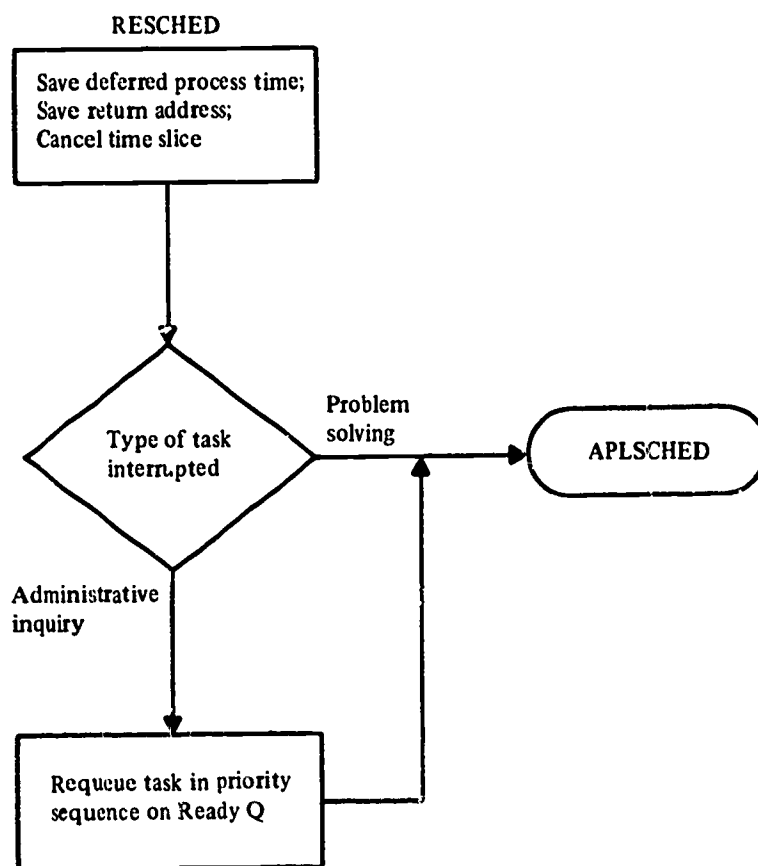 RESCHED
Save deferred process time;
Save return address;
Cancel time slice
Type of task
interrupted
Problem
solving
APLSCHED
Administrative
inquiry
Requeue task in priority
sequence on Ready Q